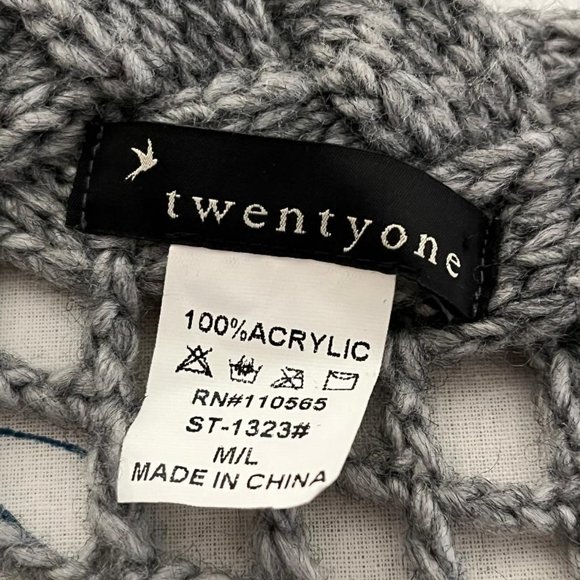 twentyone
100%ACRYLIC
RN#110565
ST-1323#
M/L
MADE IN CHINA